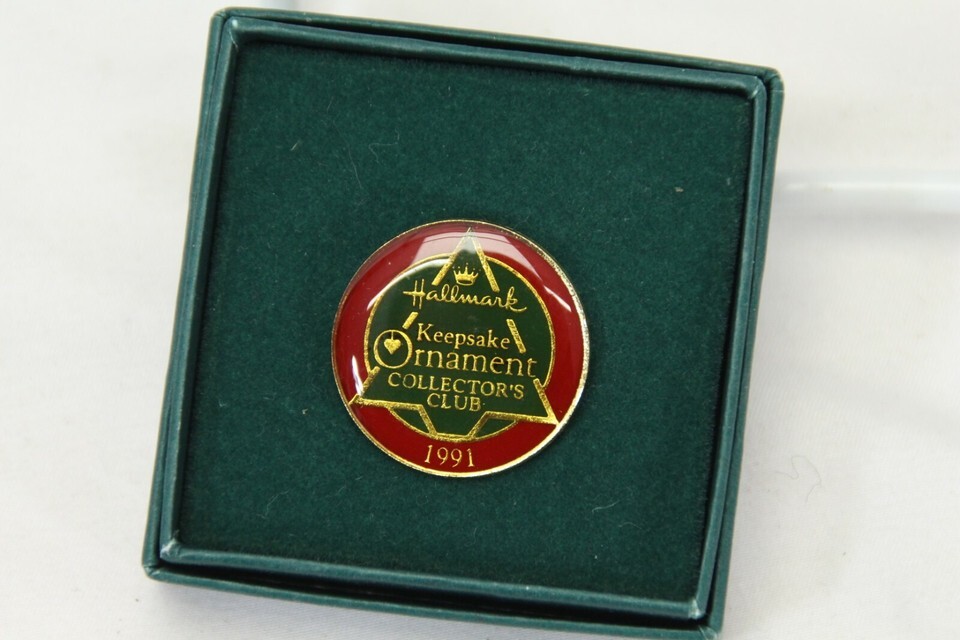 Hallmark
Keepsake
Ornament
COLLECTOR'S
CLUB
1991